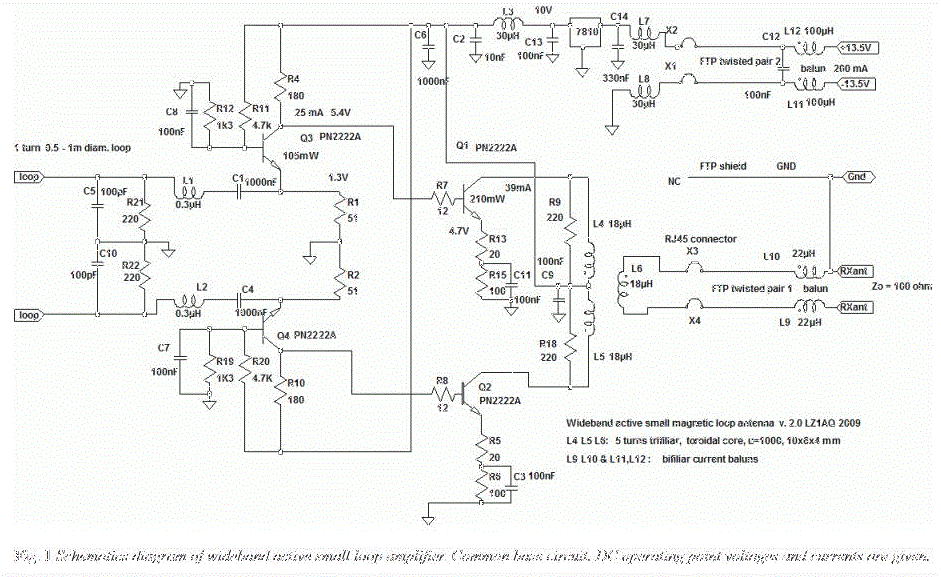 L3
30µH
10V
C6
1000nF
C2
10nF
C13
100nF
7810
C14
330nF
L7
30µH
X2
FTP twisted pair 2
C12
100nF
L12 100µH
+13.5V
balun 200 mA
X1
L8
30µH
-13.5V
L11 100µH
R4
180
C8
100nF
R12
1k3
R11
4.7k
25 mA 5.4V
Q3 PN2222A
105mW
Q1 PN2222A
1 turn 0.5 - 1m diam. loop
loop
C5 100pF
R21
220
L1
0.3µH
C1 1000nF
1.3V
R1
51
R7
12
39mA
210mW
4.7V
R13
20
R15
100
C11
100nF
R9
220
L4 18µH
100nF
C9
FTP shield GND
NC
Gnd
C10
100pF
R22
220
R2
51
L6
18µH
RJ45 connector
X3
L10
22µH
RXant
FTP twisted pair 1
balun
Zo = 100 ohm
X4
L9 22µH
RXant
loop
L2
0.3µH
C4
1000nF
Q4 PN2222A
C7
100nF
R19
1K3
R20
4.7K
R10
180
R8
12
Q2
PN2222A
R18
220
L5 18µH
R5
20
R6
100
C3 100nF
Wideband active small magnetic loop antenna v. 2.0 LZ1AQ 2009
L4 L5 L6: 5 turns trifiliar, toroidal core, u=1000, 10x6x4 mm
L9 L10 & L11,L12 : bifiliar current baluns
Fig. 1 Schematics diagram of wideband active small loop amplifier. Common base circuit. DC operating point voltages and currents are given.